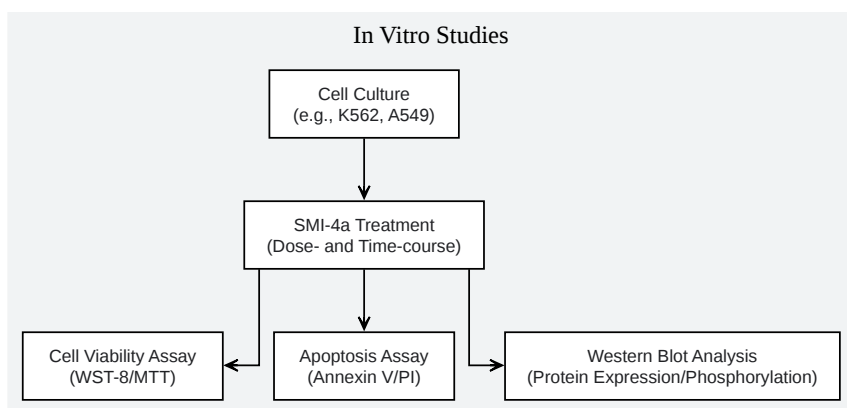 In Vitro Studies
Cell Culture
(e.g., K562, A549)
SMI-4a Treatment
(Dose- and Time-course)
Cell Viability Assay
(WST-8/MTT)
Apoptosis Assay
(Annexin V/PI)
Western Blot Analysis
(Protein Expression/Phosphorylation)